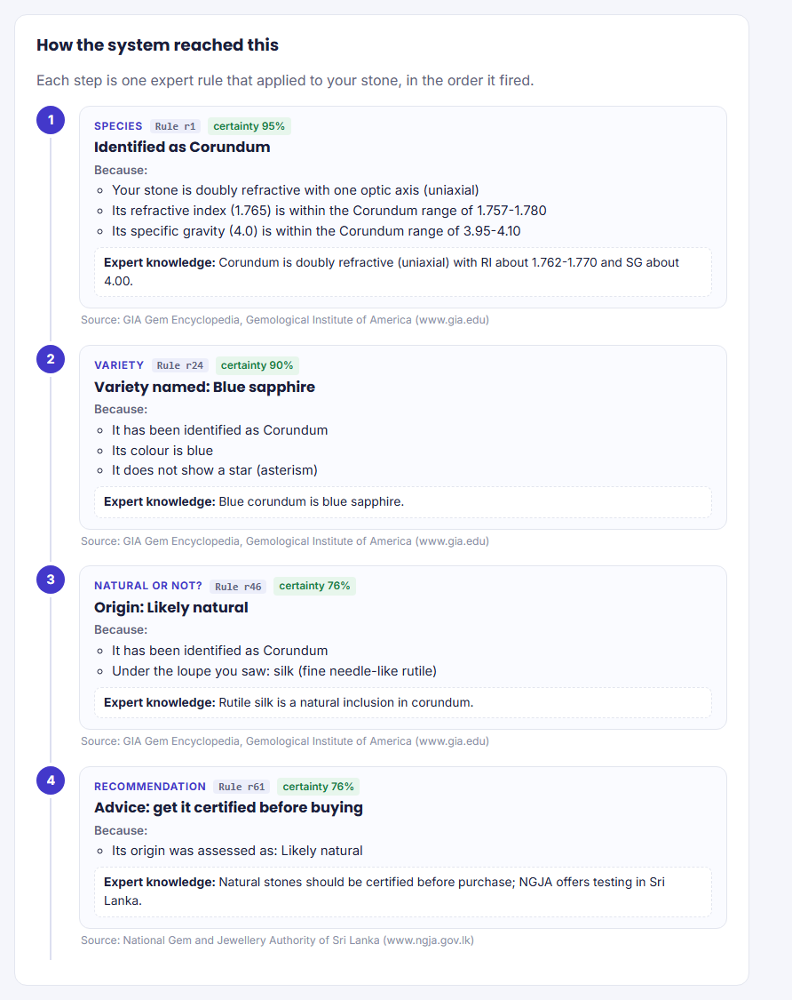 How the system reached this
Each step is one expert rule that applied to your stone, in the order it fired.
1
SPECIES Rule r1 certainty 95%
Identified as Corundum
Because:
Your stone is doubly refractive with one optic axis (uniaxial)
Its refractive index (1.765) is within the Corundum range of 1.757-1.780
Its specific gravity (4.0) is within the Corundum range of 3.95-4.10
Expert knowledge: Corundum is doubly refractive (uniaxial) with RI about 1.762-1.770 and SG about
4.00.
Source: GIA Gem Encyclopedia, Gemological Institute of America (www.gia.edu)
2
VARIETY Rule r24 certainty 90%
Variety named: Blue sapphire
Because:
It has been identified as Corundum
Its colour is blue
It does not show a star (asterism)
Expert knowledge: Blue corundum is blue sapphire.
Source: GIA Gem Encyclopedia, Gemological Institute of America (www.gia.edu)
3
NATURAL OR NOT? Rule r46 certainty 76%
Origin: Likely natural
Because:
It has been identified as Corundum
Under the loupe you saw: silk (fine needle-like rutile)
Expert knowledge: Rutile silk is a natural inclusion in corundum.
Source: GIA Gem Encyclopedia, Gemological Institute of America (www.gia.edu)
4
RECOMMENDATION Rule r61 certainty 76%
Advice: get it certified before buying
Because:
Its origin was assessed as: Likely natural
Expert knowledge: Natural stones should be certified before purchase; NGJA offers testing in Sri
Lanka.
Source: National Gem and Jewellery Authority of Sri Lanka (www.ngja.gov.lk)